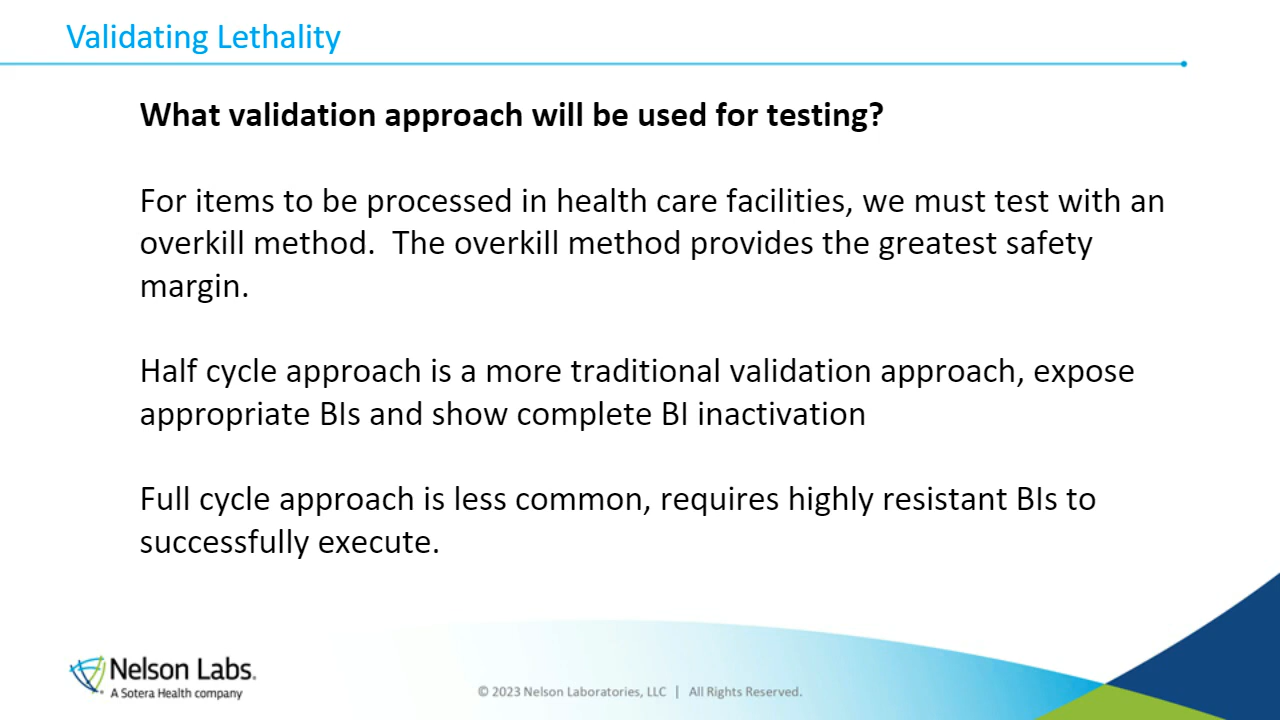 Validating Lethality
What validation approach will be used for testing?
For items to be processed in health care facilities, we must test with an
overkill method.  The overkill method provides the greatest safety
margin.
Half cycle approach is a more traditional validation approach, expose
appropriate BIs and show complete BI inactivation
Full cycle approach is less common, requires highly resistant BIs to
successfully execute.
Nelson Labs.
A Sotera Health company
© 2023 Nelson Laboratories, LLC | All Rights Reserved.